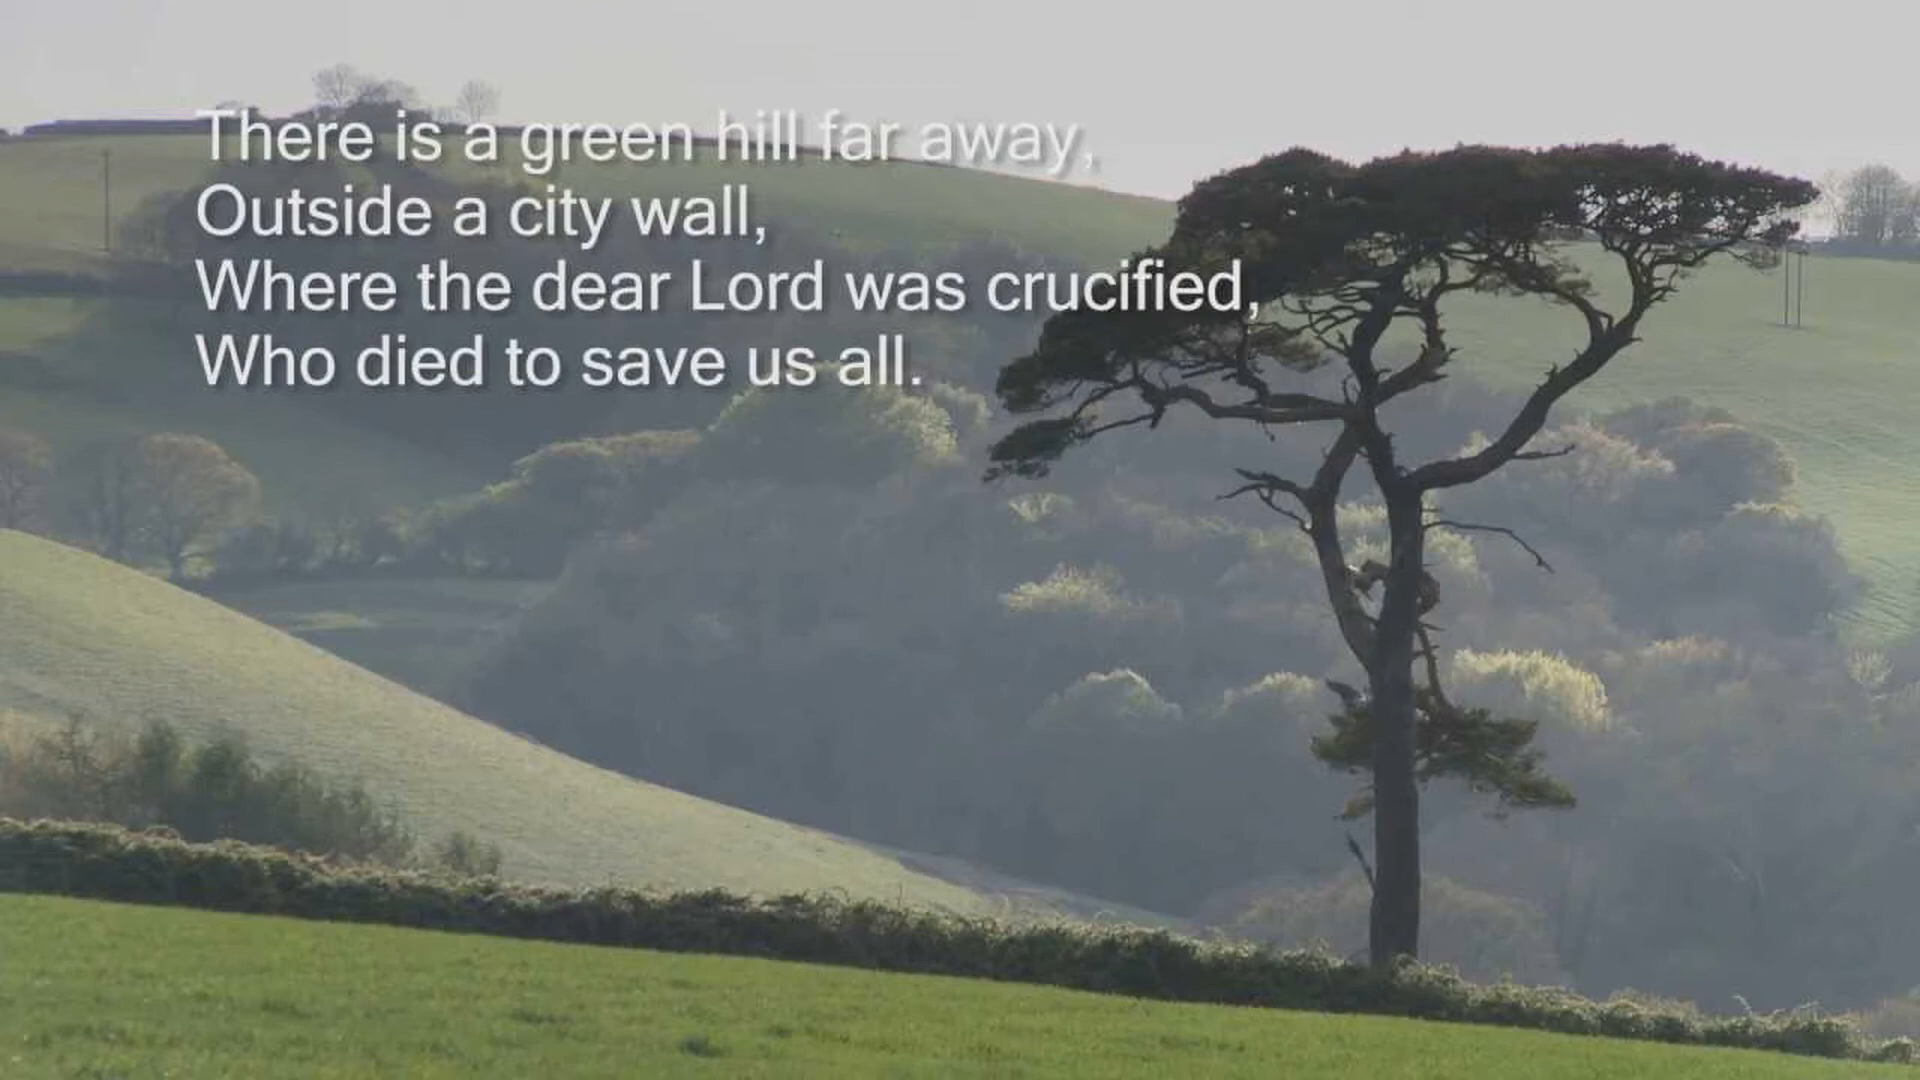 There is a green hill far away,
Outside a city wall,
Where the dear Lord was crucified,
Who died to save us all.